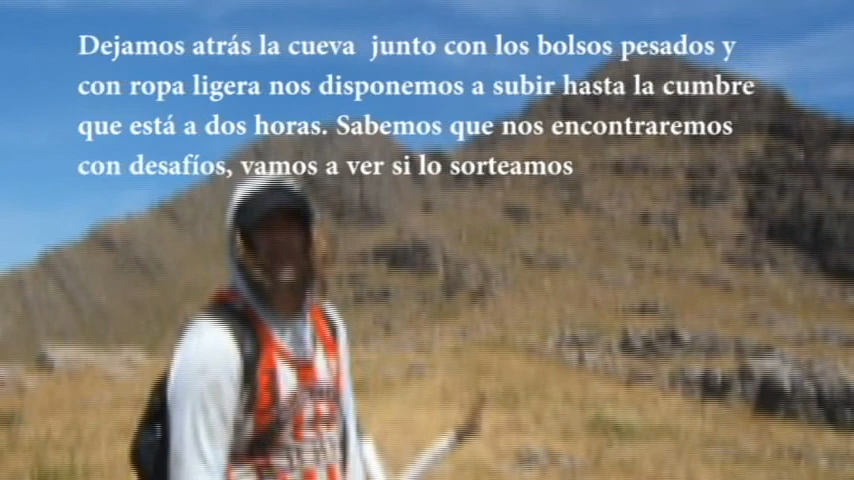 Dejamos atrás la cueva junto con los bolsos pesados y
con ropa ligera nos disponemos a subir hasta la cumbre
que está a dos horas. Sabemos que nos encontraremos
con desafíos, vamos a ver si lo sorteamos